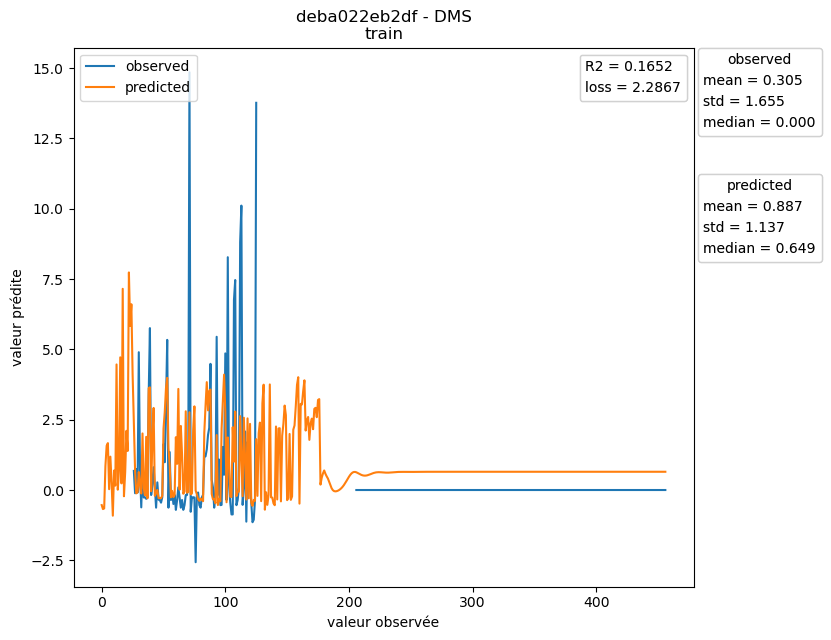 deba022eb2df - DMS
train
observed
predicted
R2 = 0.1652
loss = 2.2867
observed
mean = 0.305
std = 1.655
median = 0.000
predicted
mean = 0.887
std = 1.137
median = 0.649
valeur prédite
15.0
12.5
10.0
7.5
5.0
2.5
0.0
−2.5
0
100
200
300
400
valeur observée